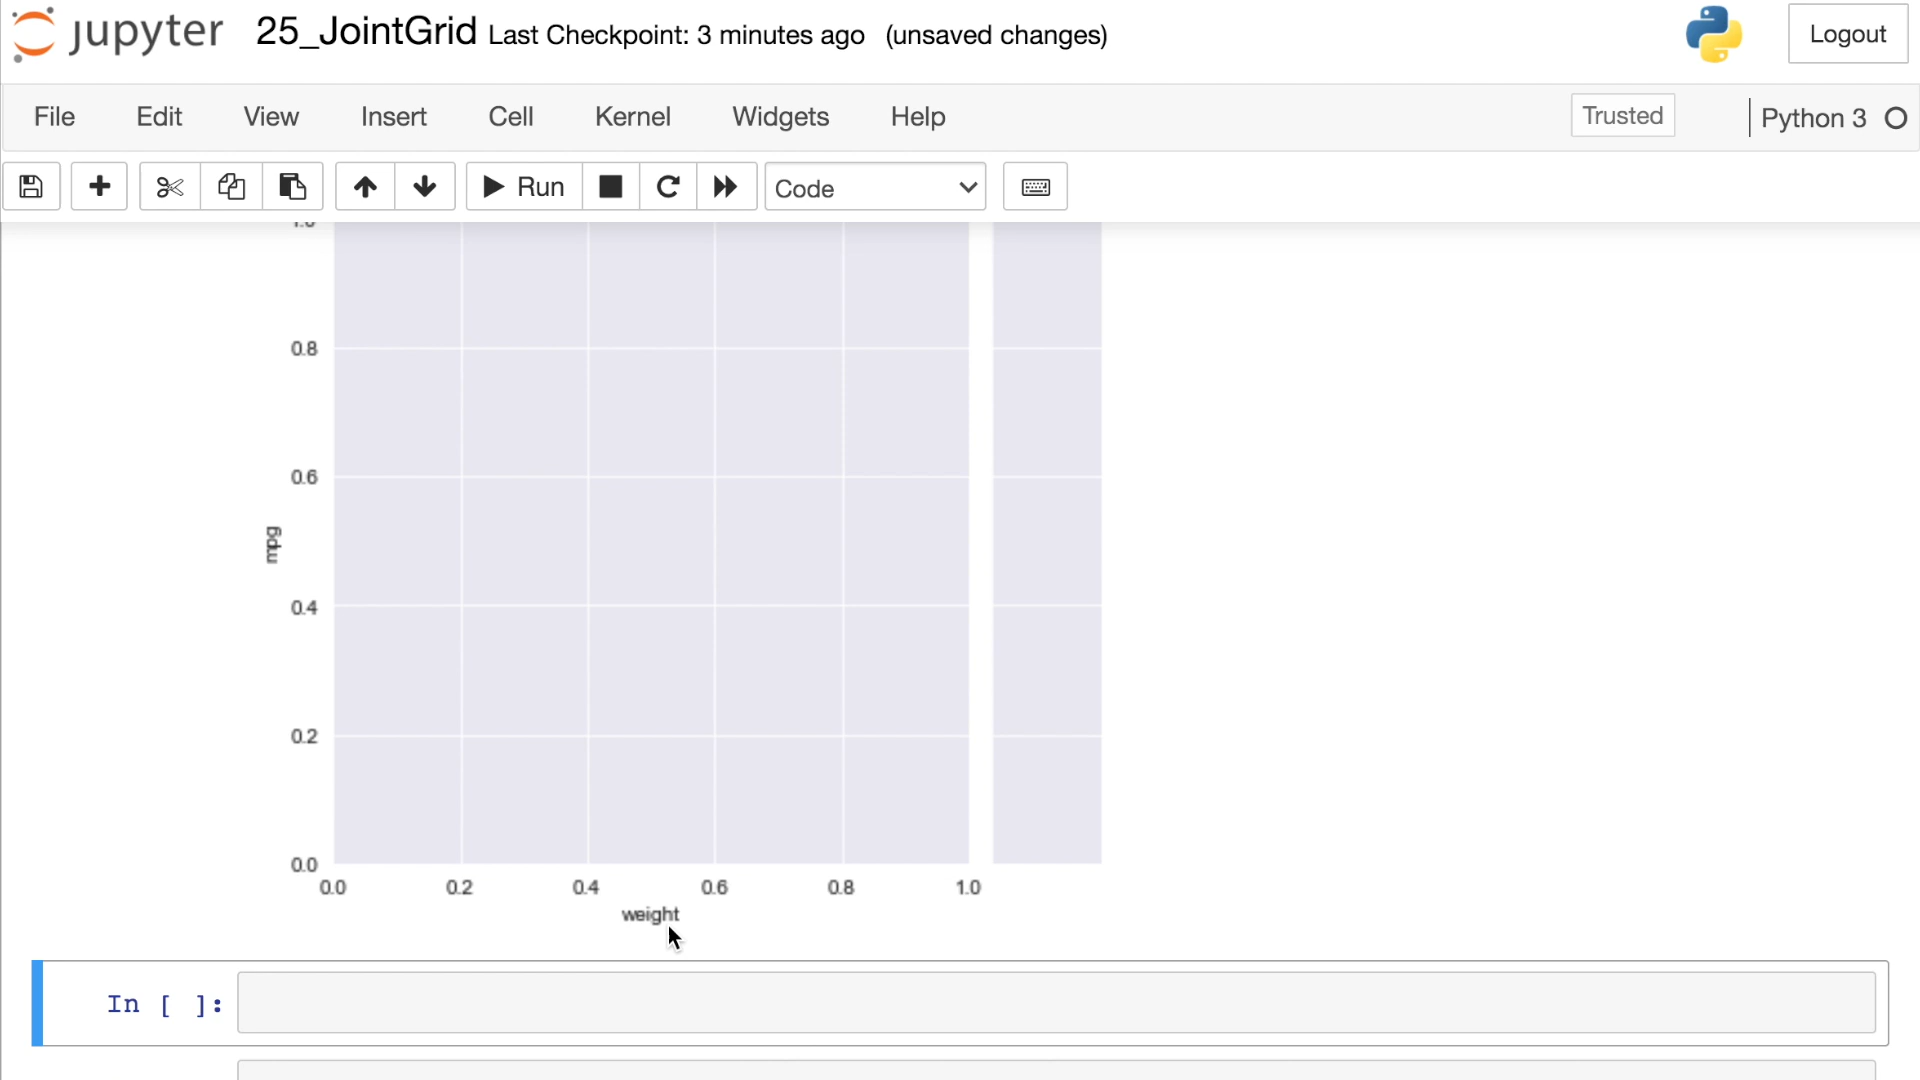 jupyter 25_JointGrid Last Checkpoint: 3 minutes ago (unsaved changes) Logout
File Edit View Insert Cell Kernel Widgets Help Trusted Python 3
Run Code
1.0
0.8
0.6
mpg
0.4
0.2
0.0
0.0 0.2 0.4 0.6 0.8 1.0
weight
In [ ]: